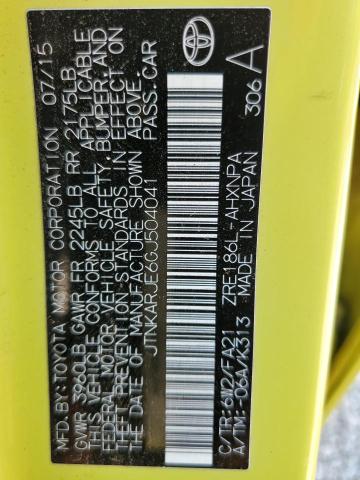 MFD.BY:TOYOTA MOTOR CORPORATION 07/15
GVWR 3960LB GAWR FR 2245LB RR 2175LB
THIS VEHICLE CONFORMS TO ALL APPLICABLE
FEDERAL MOTOR VEHICLE SAFETY, BUMPER, AND
THEFT PREVENTION STANDARDS IN EFFECT ON
THE DATE OF MANUFACTURE SHOWN ABOVE.
JTNKARJE6GJ504041 PASS.CAR
C/TR:6W2/FA21 ZRE186L-AHXNPA
A/TM:-06A/K313 MADE IN JAPAN 306 A